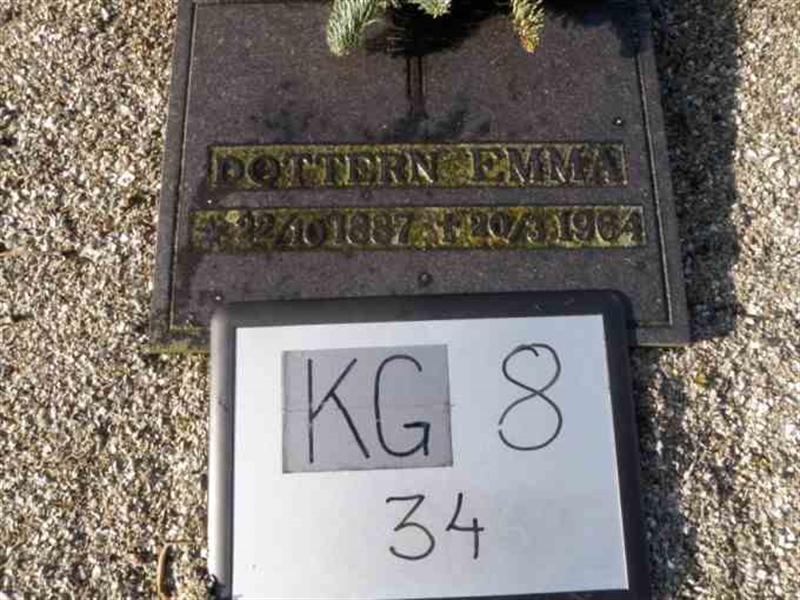 DOTTERN EMMA
* 22/10 1887 † 20/3 1964
KG 8
34